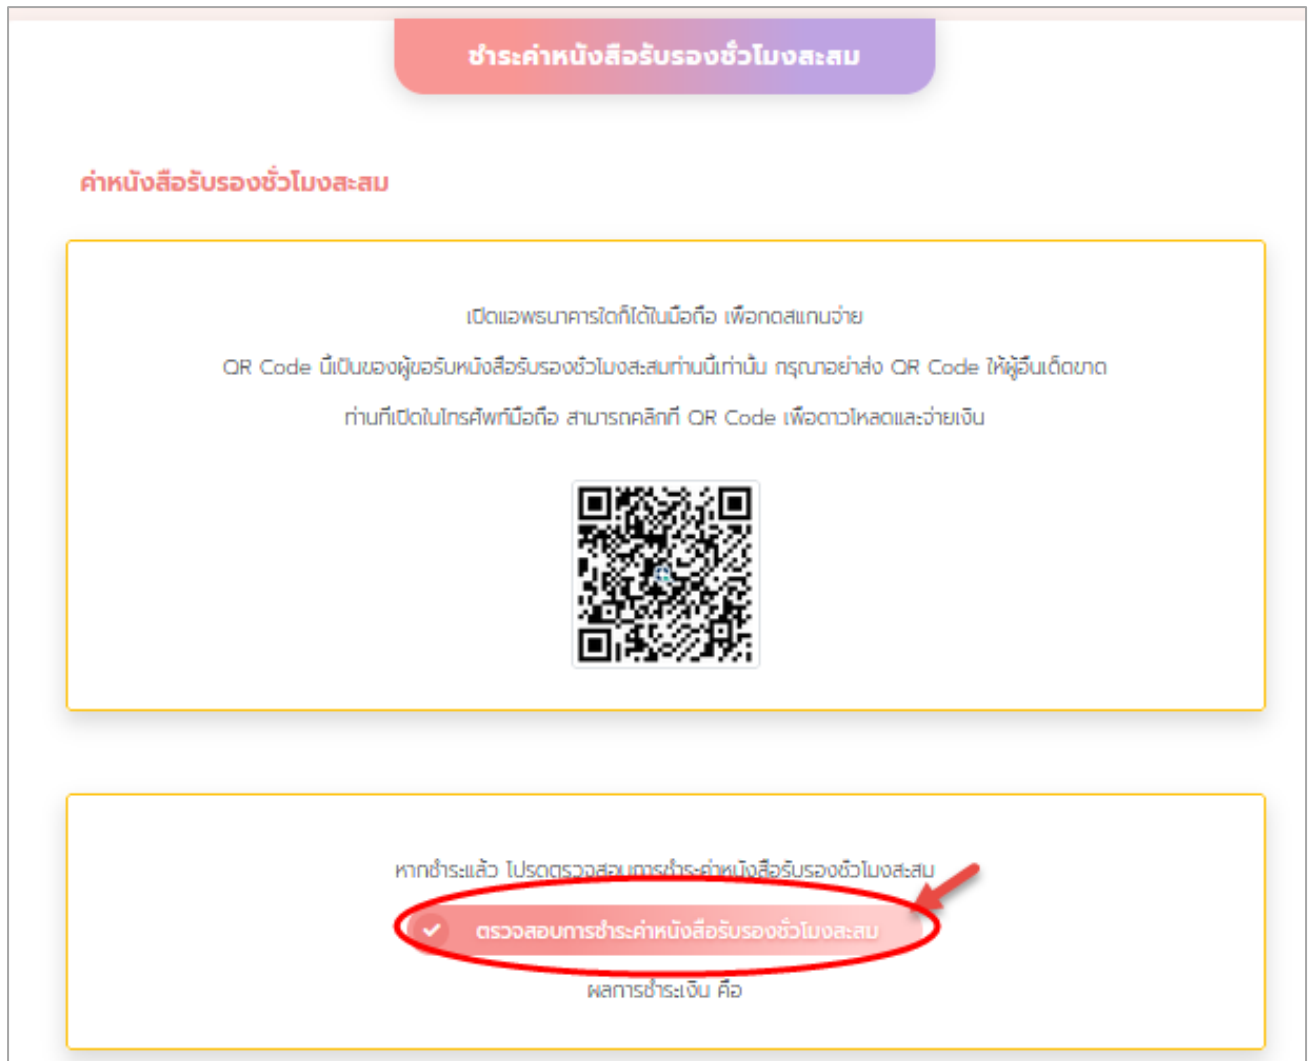 ชำระค่าหนังสือรับรองชั่วโมงสะสม
ค่าหนังสือรับรองชั่วโมงสะสม
เปิดแอพธนาคารใดก็ได้ในมือถือ เพื่อกดสแกนจ่าย
QR Code นี้เป็นของผู้ขอรับหนังสือรับรองชั่วโมงสะสมท่านนี้เท่านั้น กรุณาอย่าส่ง QR Code ให้ผู้อื่นเด็ดขาด
ท่านที่เปิดในโทรศัพท์มือถือ สามารถคลิกที่ QR Code เพื่อดาวโหลดและจ่ายเงิน
หากชำระแล้ว โปรดตรวจสอบการชำระค่าหนังสือรับรองชั่วโมงสะสม
ตรวจสอบการชำระค่าหนังสือรับรองชั่วโมงสะสม
ผลการชำระเงิน คือ